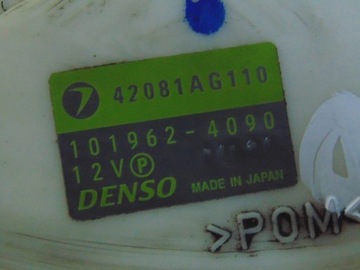 42081AG110
101962-4090
12V Ⓟ
DENSO MADE IN JAPAN
>POM<